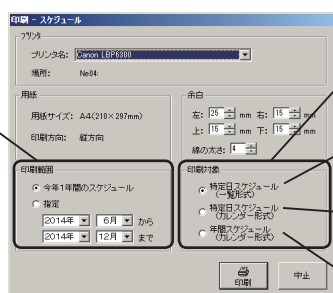 印刷 - スケジュール
プリンタ
プリンタ名: Canon LBP6300
場所: Ne04:
用紙
用紙サイズ: A4(210×297mm)
印刷方向: 縦方向
余白
左: 25 mm 右: 15 mm
上: 15 mm 下: 15 mm
線の太さ: 4
印刷範囲
今年1年間のスケジュール
指定
2014年 6月 から
2014年 12月 まで
印刷対象
特定日スケジュール
(一覧形式)
特定日スケジュール
(カレンダー形式)
年間スケジュール
(カレンダー形式)
印刷
中止